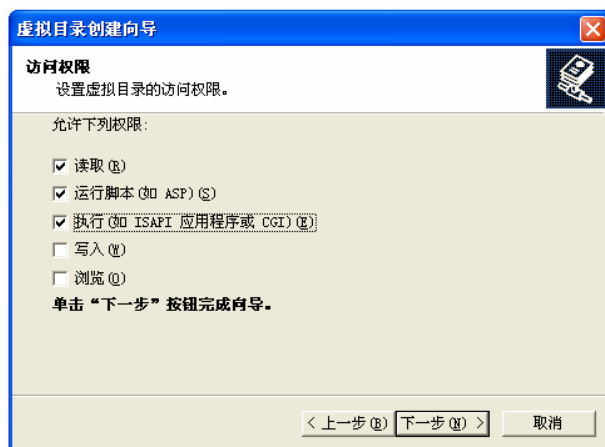 虚拟目录创建向导
访问权限
设置虚拟目录的访问权限。
允许下列权限:
读取(R)
运行脚本(如 ASP)(S)
执行(如 ISAPI 应用程序或 CGI)(E)
写入(W)
浏览(O)
单击“下一步”按钮完成向导。
< 上一步(B) 下一步(N) > 取消